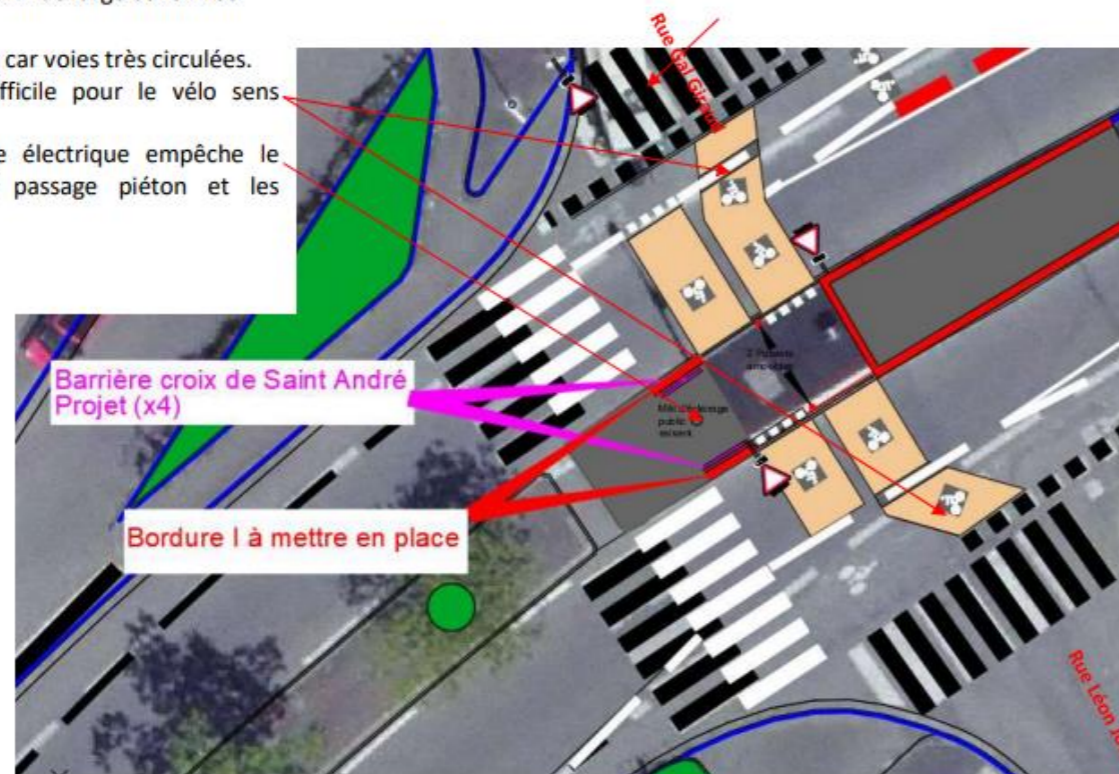 car voies très circulées.
fficile pour le vélo sens
e électrique empêche le
passage piéton et les
Rue Gal Giraud
Barrière croix de Saint André
Projet (x4)
public
Bordure I à mettre en place
Rue Léon